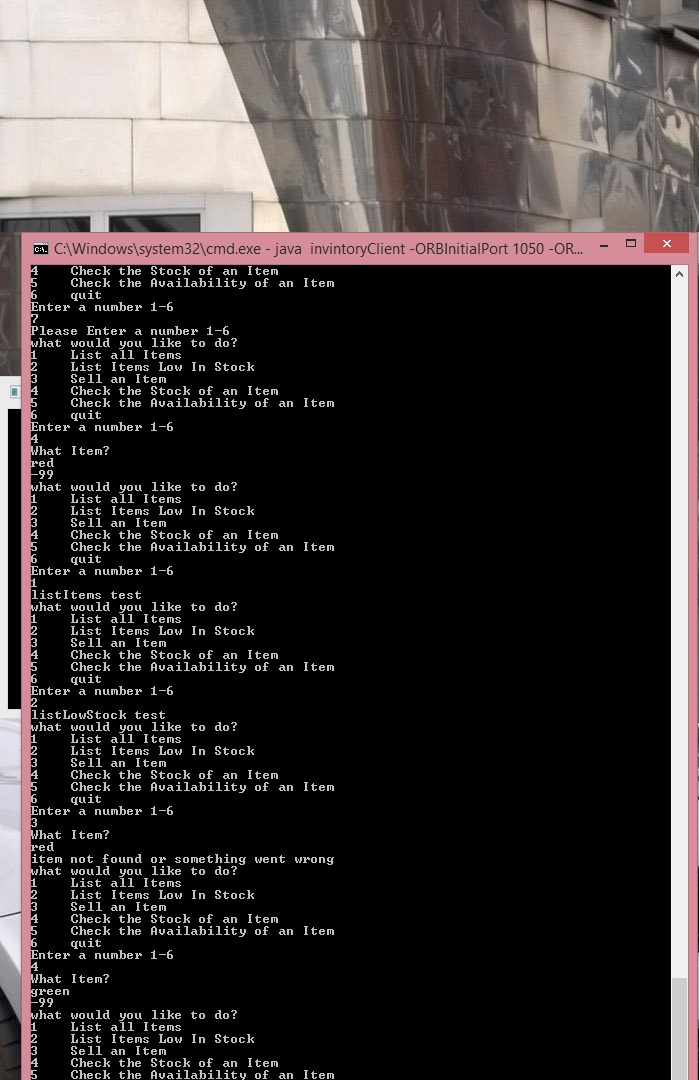 C:\Windows\system32\cmd.exe - java  invintoryClient -ORBInitialPort 1050 -OR...
4    Check the Stock of an Item
5    Check the Availability of an Item
6    quit
Enter a number 1-6
7
Please Enter a number 1-6
what would you like to do?
1    List all Items
2    List Items Low In Stock
3    Sell an Item
4    Check the Stock of an Item
5    Check the Availability of an Item
6    quit
Enter a number 1-6
4
What Item?
red
-99
what would you like to do?
1    List all Items
2    List Items Low In Stock
3    Sell an Item
4    Check the Stock of an Item
5    Check the Availability of an Item
6    quit
Enter a number 1-6
1
listItems test
what would you like to do?
1    List all Items
2    List Items Low In Stock
3    Sell an Item
4    Check the Stock of an Item
5    Check the Availability of an Item
6    quit
Enter a number 1-6
2
listLowStock test
what would you like to do?
1    List all Items
2    List Items Low In Stock
3    Sell an Item
4    Check the Stock of an Item
5    Check the Availability of an Item
6    quit
Enter a number 1-6
3
What Item?
red
item not found or something went wrong
what would you like to do?
1    List all Items
2    List Items Low In Stock
3    Sell an Item
4    Check the Stock of an Item
5    Check the Availability of an Item
6    quit
Enter a number 1-6
4
What Item?
green
-99
what would you like to do?
1    List all Items
2    List Items Low In Stock
3    Sell an Item
4    Check the Stock of an Item
5    Check the Availability of an Item